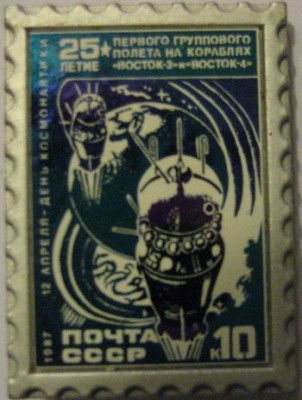 25★ЛЕТИЕ
ПЕРВОГО ГРУППОВОГО
ПОЛЕТА НА КОРАБЛЯХ
«ВОСТОК-3» и «ВОСТОК-4»
1987 12 АПРЕЛЯ - ДЕНЬ КОСМОНАВТИКИ
ПОЧТА
СССР
К10